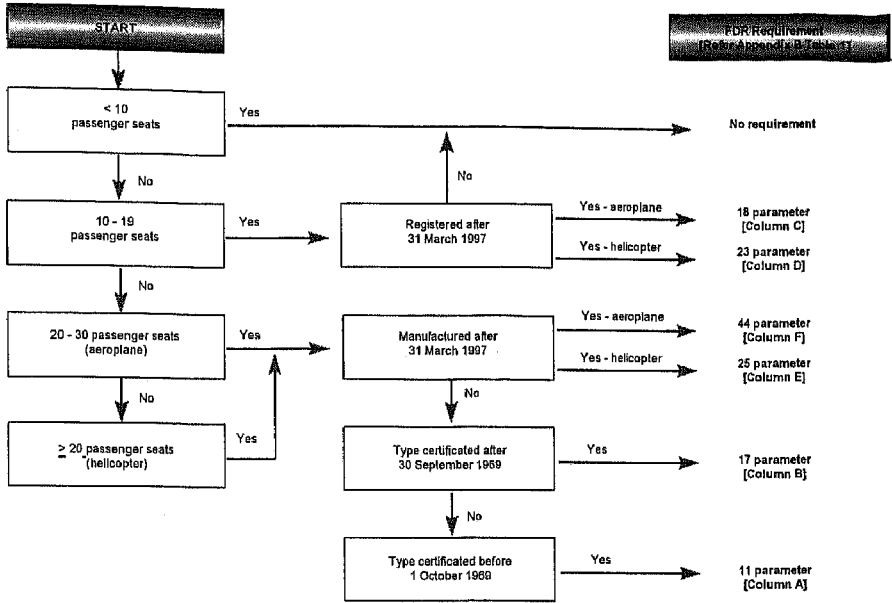 START
FDR Requirement
[Refer Appendix B Table 1]
< 10
passenger seats
Yes
No requirement
No
No
10 - 19
passenger seats
Yes
Registered after
31 March 1997
Yes - aeroplane
18 parameter
[Column C]
Yes - helicopter
23 parameter
[Column D]
No
20 - 30 passenger seats
(aeroplane)
Yes
Manufactured after
31 March 1997
Yes - aeroplane
44 parameter
[Column F]
Yes - helicopter
25 parameter
[Column E]
No
No
≥ 20 passenger seats
(helicopter)
Yes
Type certificated after
30 September 1969
Yes
17 parameter
[Column B]
No
Type certificated before
1 October 1969
Yes
11 parameter
[Column A]